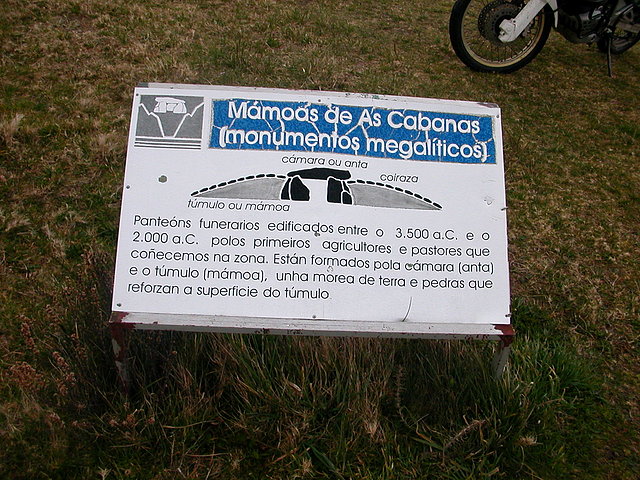 Mámoas de As Cabanas
(monumentos megalíticos)
cámara ou anta
coiraza
túmulo ou mámoa
Panteóns funerarios edificados entre o 3.500 a.C. e o
2.000 a.C. polos primeiros agricultores e pastores que
coñecemos na zona. Están formados pola cámara (anta)
e o túmulo (mámoa), unha morea de terra e pedras que
reforzan a superficie do túmulo